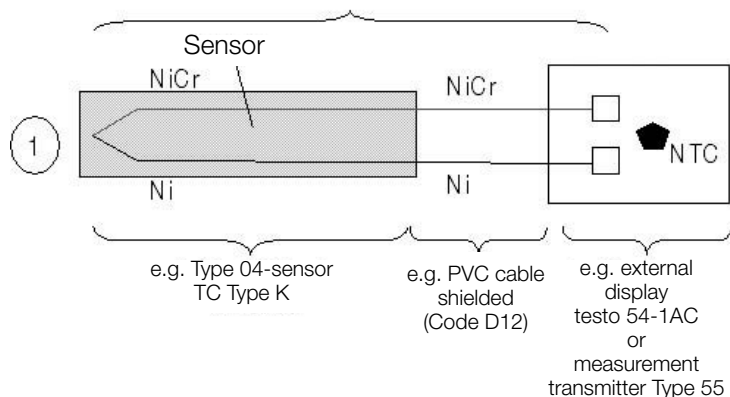 Sensor
NiCr
NiCr
1
NTC
Ni
Ni
e.g. Type 04-sensor
TC Type K
e.g. PVC cable
shielded
(Code D12)
e.g. external
display
testo 54-1AC
or
measurement
transmitter Type 55